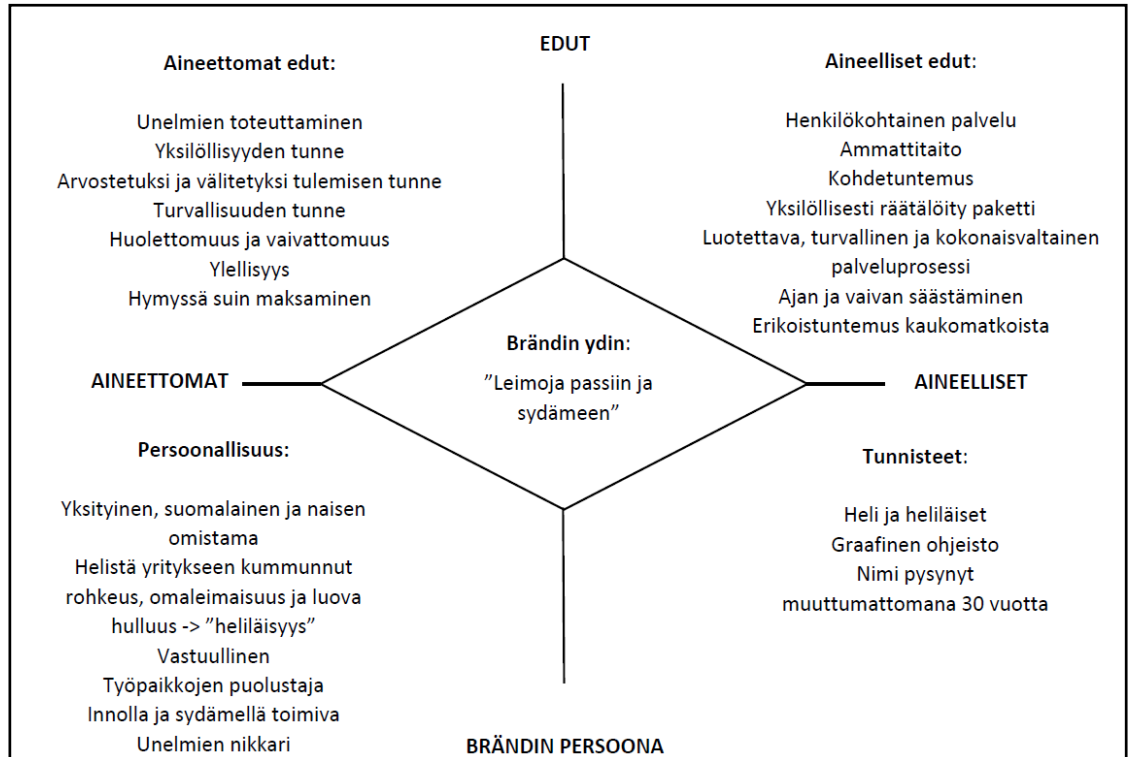 EDUT
Aineettomat edut:
Unelmien toteuttaminen
Yksilöllisyyden tunne
Arvostetuksi ja välitetyksi tulemisen tunne
Turvallisuuden tunne
Huolettomuus ja vaivattomuus
Ylellisyys
Hymyssä suin maksaminen
Aineelliset edut:
Henkilökohtainen palvelu
Ammattitaito
Kohdetuntemus
Yksilöllisesti räätälöity paketti
Luotettava, turvallinen ja kokonaisvaltainen
palveluprosessi
Ajan ja vaivan säästäminen
Erikoistuntemus kaukomatkoista
AINEETTOMAT
Brändin ydin:
”Leimoja passiin ja
sydämeen”
AINEELLISET
Persoonallisuus:
Yksityinen, suomalainen ja naisen
omistama
Helistä yritykseen kummunnut
rohkeus, omaleimaisuus ja luova
hulluus -> ”heliläisyys”
Vastuullinen
Työpaikkojen puolustaja
Innolla ja sydämellä toimiva
Unelmien nikkari
Tunnisteet:
Heli ja heliläiset
Graafinen ohjeisto
Nimi pysynyt
muuttumattomana 30 vuotta
BRÄNDIN PERSOONA